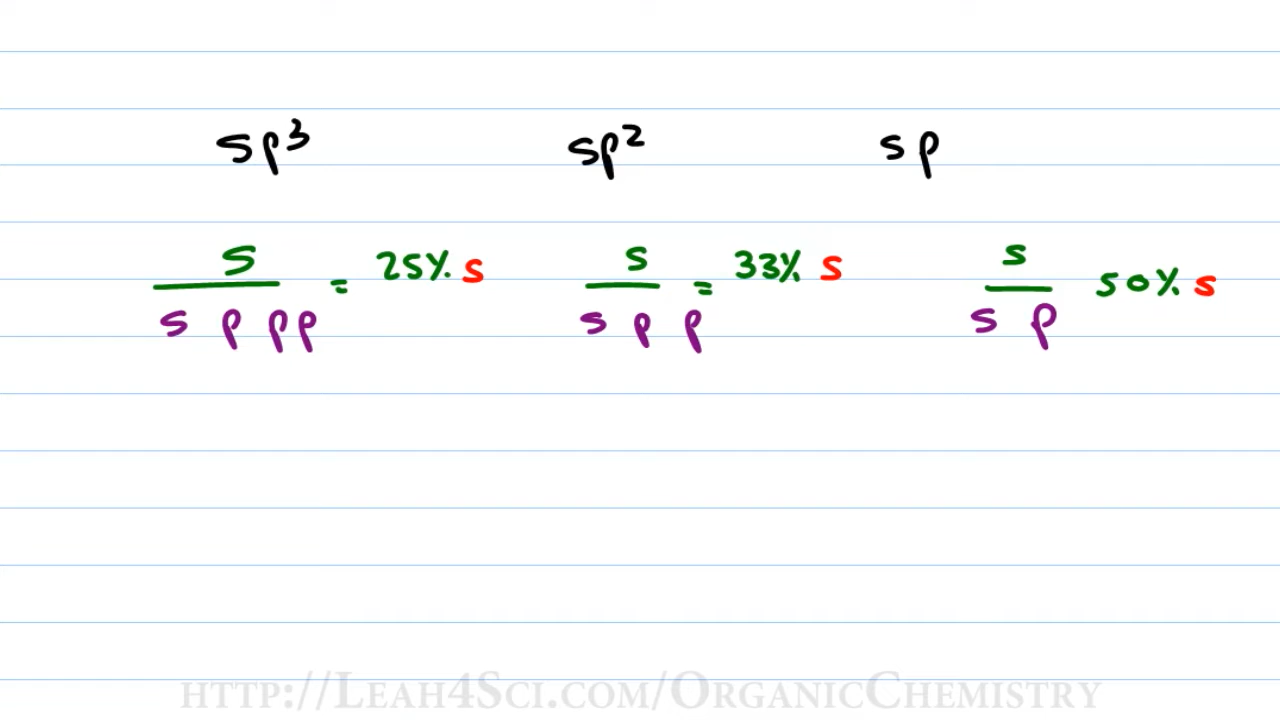 sp³ sp² sp
s = 25% s s = 33% s s 50% s
s p p p s p p s p
HTTP://LEAH4SCI.COM/ORGANICCHEMISTRY